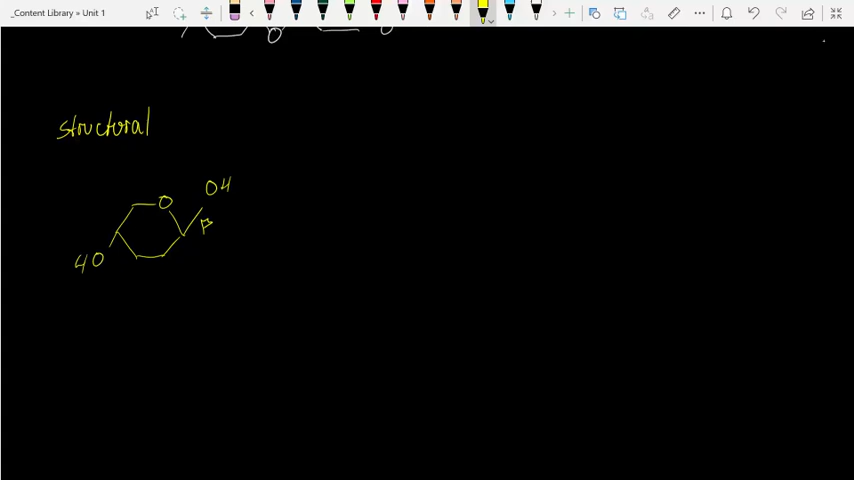 _Content Library » Unit 1
structural
OH
O
β
HO